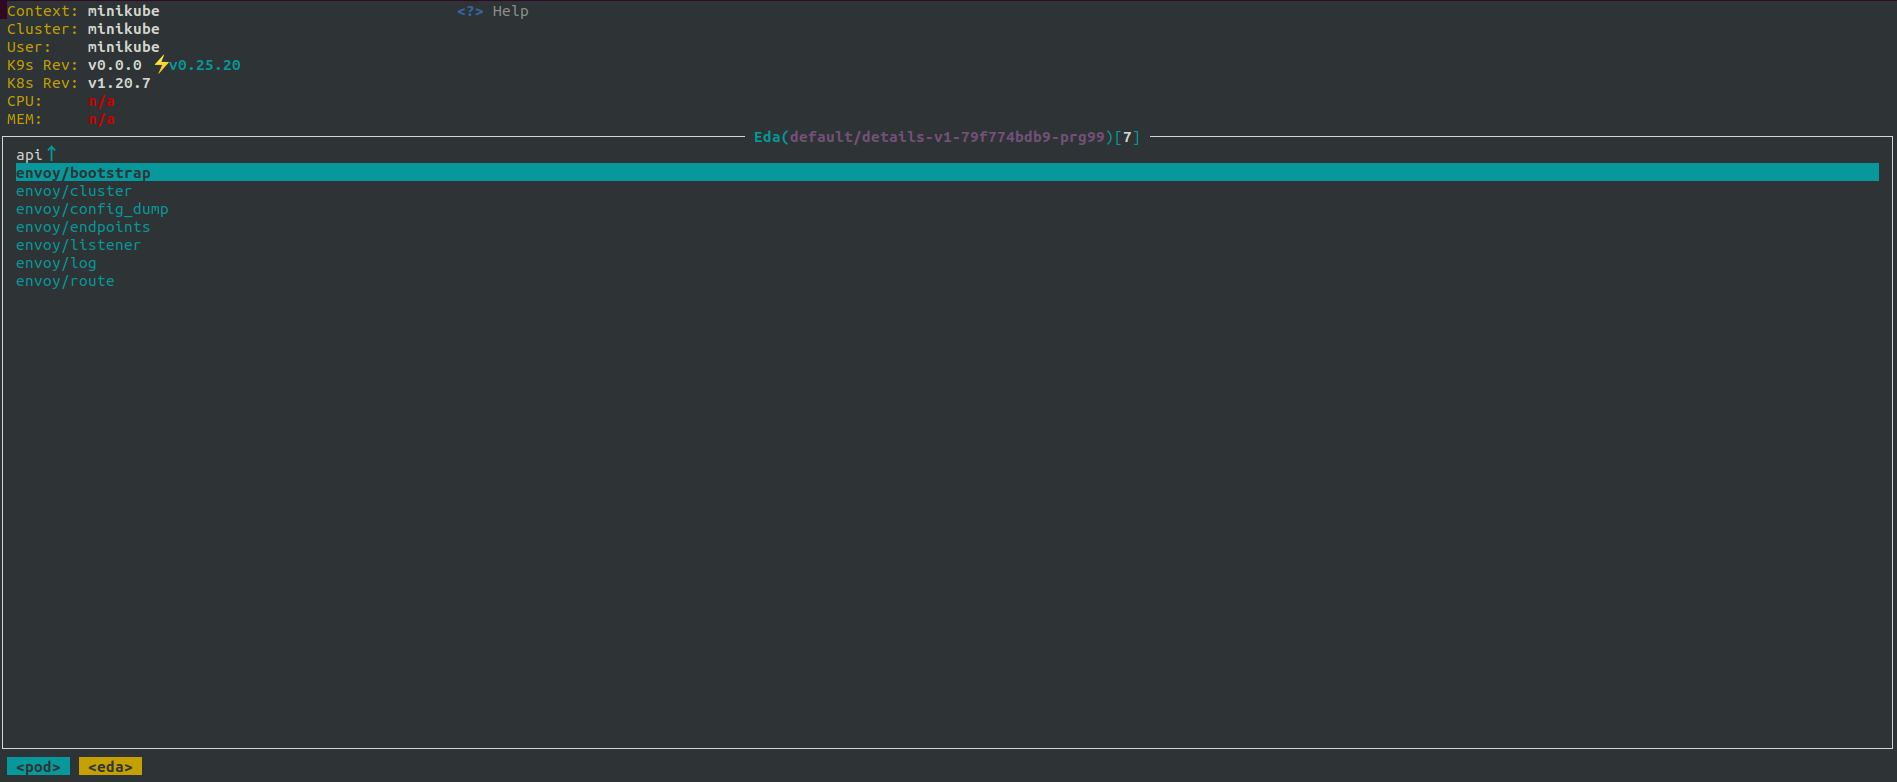 Context: minikube <?> Help
Cluster: minikube
User: minikube
K9s Rev: v0.0.0 ⚡v0.25.20
K8s Rev: v1.20.7
CPU: n/a
MEM: n/a
Eda(default/details-v1-79f774bdb9-prg99)[7]
api↑
envoy/bootstrap
envoy/cluster
envoy/config_dump
envoy/endpoints
envoy/listener
envoy/log
envoy/route
<pod> <eda>